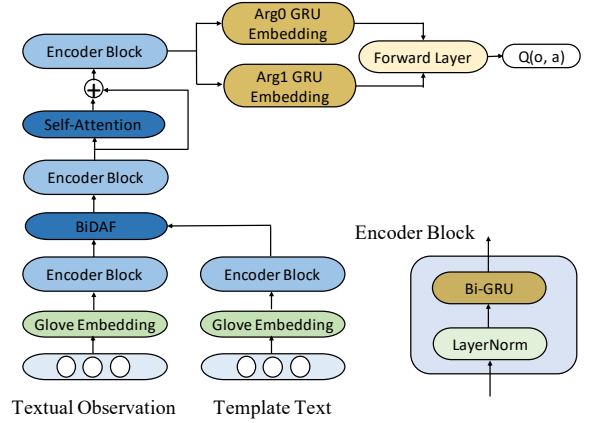 Arg0 GRU
Embedding
Encoder Block
Forward Layer
Q(o, a)
Arg1 GRU
Embedding
+
Self-Attention
Encoder Block
BiDAF
Encoder Block
Encoder Block
Encoder Block
Bi-GRU
Glove Embedding
Glove Embedding
LayerNorm
Textual Observation
Template Text